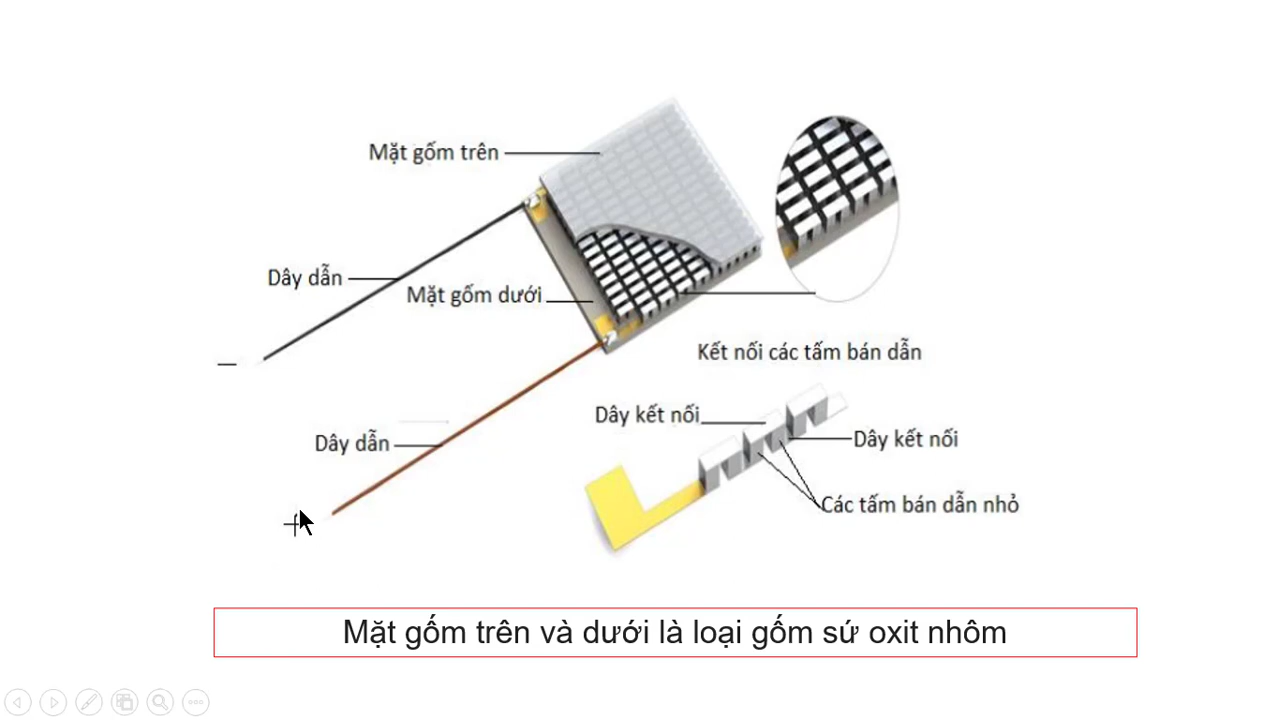 Mặt gốm trên
Dây dẫn
Mặt gốm dưới
Kết nối các tấm bán dẫn
Dây kết nối
Dây kết nối
Dây dẫn
Các tấm bán dẫn nhỏ
Mặt gốm trên và dưới là loại gốm sứ oxit nhôm